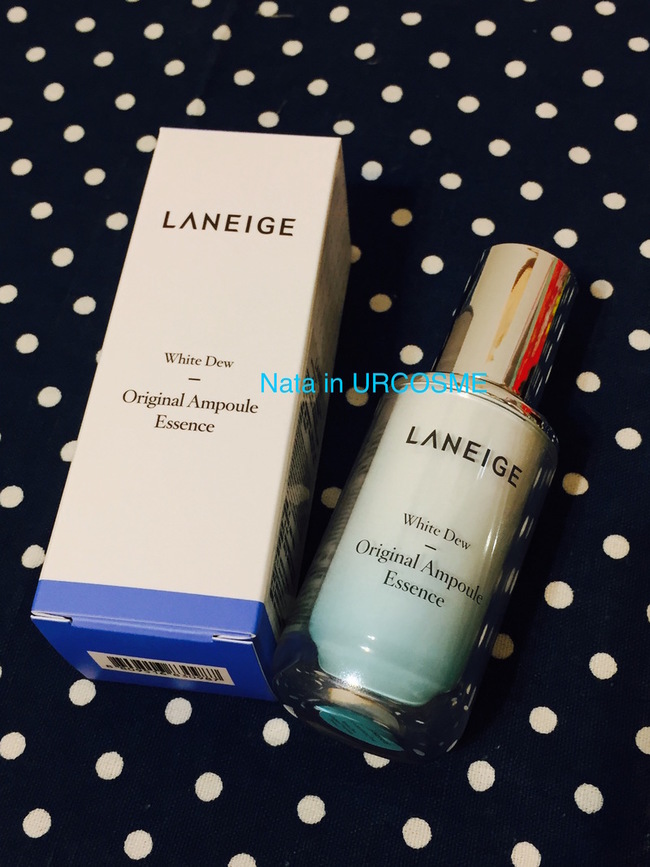 LANEIGE
White Dew
Original Ampoule
Essence
Nata in URCOSME
LANEIGE
White Dew
Original Ampoule
Essence